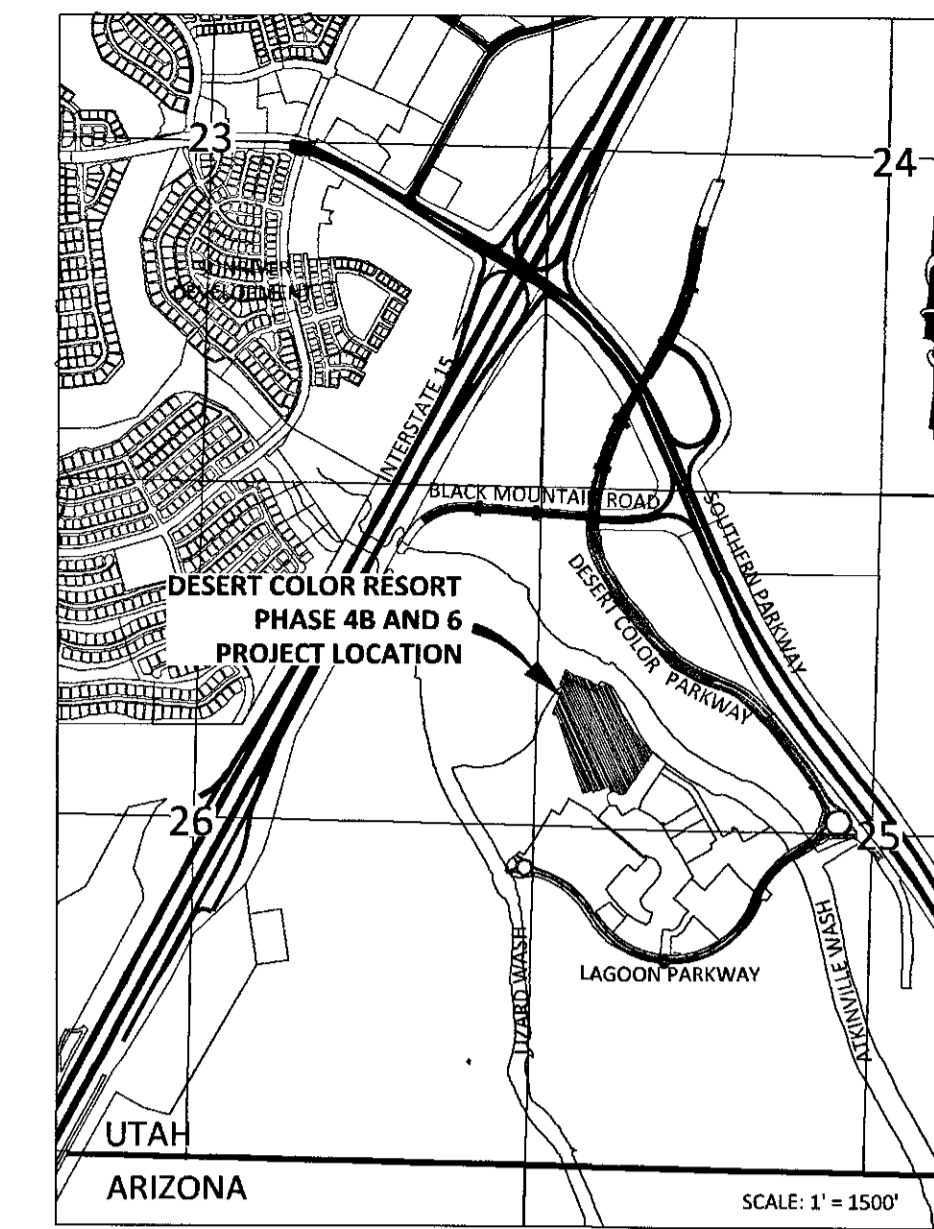 23
24
DEVELOPMENT
INTERSTATE 15
BLACK MOUNTAIN ROAD
SOUTHERN PARKWAY
DESERT COLOR RESORT
PHASE 4B AND 6
PROJECT LOCATION
DESERT COLOR PARKWAY
26
25
LIZARD WASH
ATKINVILLE WASH
LAGOON PARKWAY
UTAH
ARIZONA
SCALE: 1' = 1500'